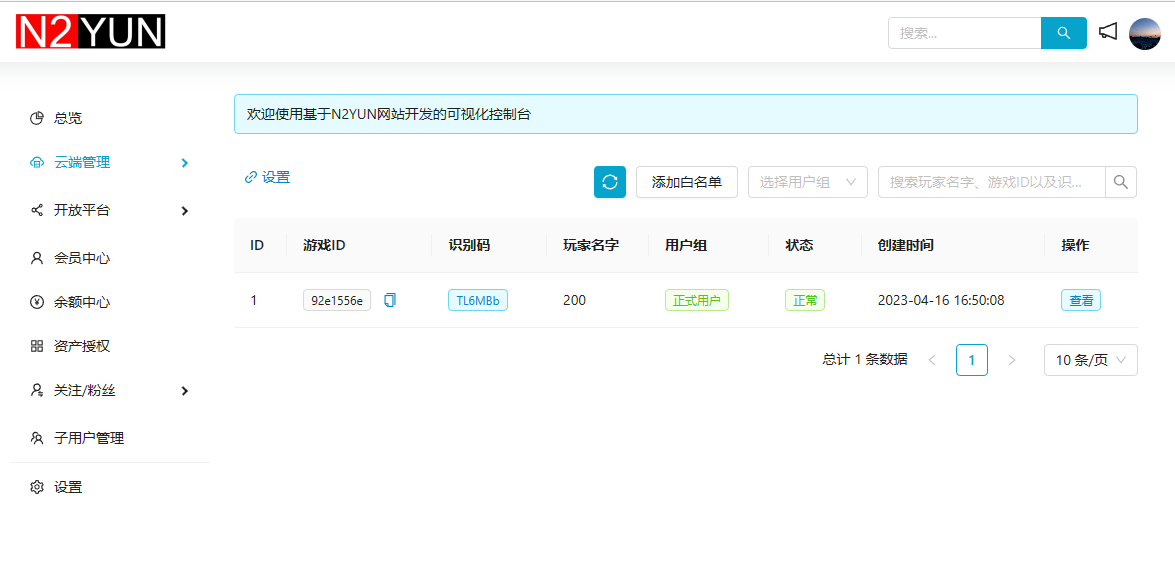 N2YUN
搜索...
总览
云端管理
开放平台
会员中心
余额中心
资产授权
关注/粉丝
子用户管理
设置
欢迎使用基于N2YUN网站开发的可视化控制台
设置 添加白名单 选择用户组 搜索玩家名字、游戏ID以及识...
ID 游戏ID 识别码 玩家名字 用户组 状态 创建时间 操作
1 92e1556e TL6MBb 200 正式用户 正常 2023-04-16 16:50:08 查看
总计 1 条数据 < 1 > 10 条/页